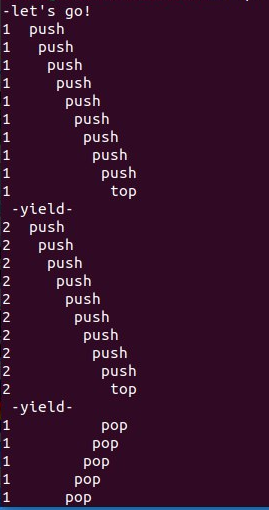 -let's go!
1  push
1   push
1    push
1     push
1      push
1       push
1        push
1         push
1          push
1           top
 -yield-
2  push
2   push
2    push
2     push
2      push
2       push
2        push
2         push
2          push
2           top
 -yield-
1          pop
1         pop
1        pop
1       pop
1      pop